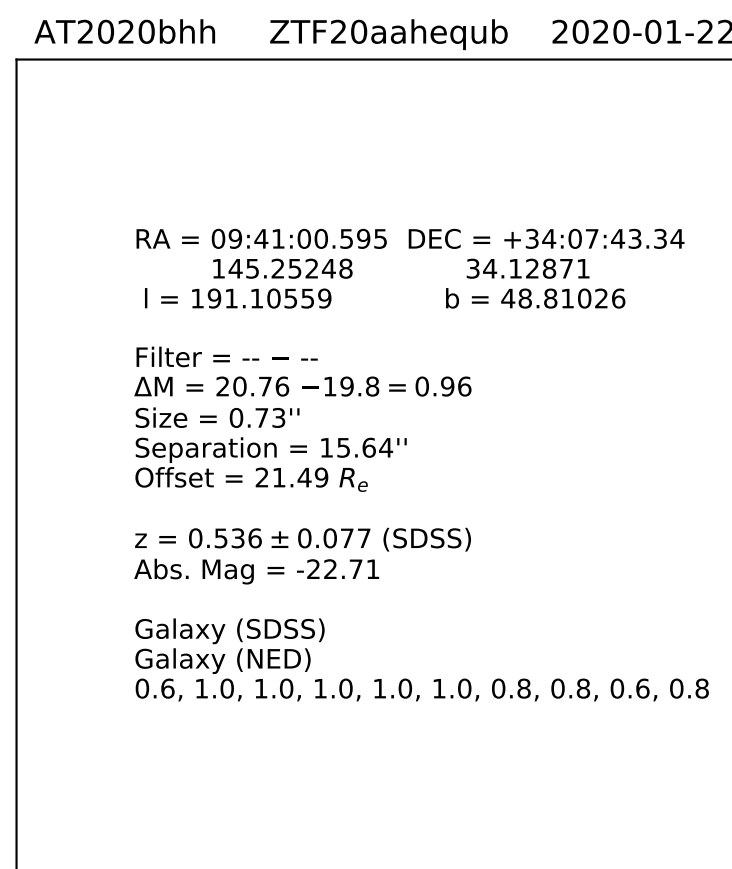 AT2020bhh ZTF20aahequb 2020-01-22
RA = 09:41:00.595 DEC = +34:07:43.34
145.25248 34.12871
l = 191.10559 b = 48.81026
Filter = -- − --
ΔM = 20.76 −19.8 = 0.96
Size = 0.73''
Separation = 15.64''
Offset = 21.49 Re
z = 0.536 ± 0.077 (SDSS)
Abs. Mag = -22.71
Galaxy (SDSS)
Galaxy (NED)
0.6, 1.0, 1.0, 1.0, 1.0, 1.0, 0.8, 0.8, 0.6, 0.8